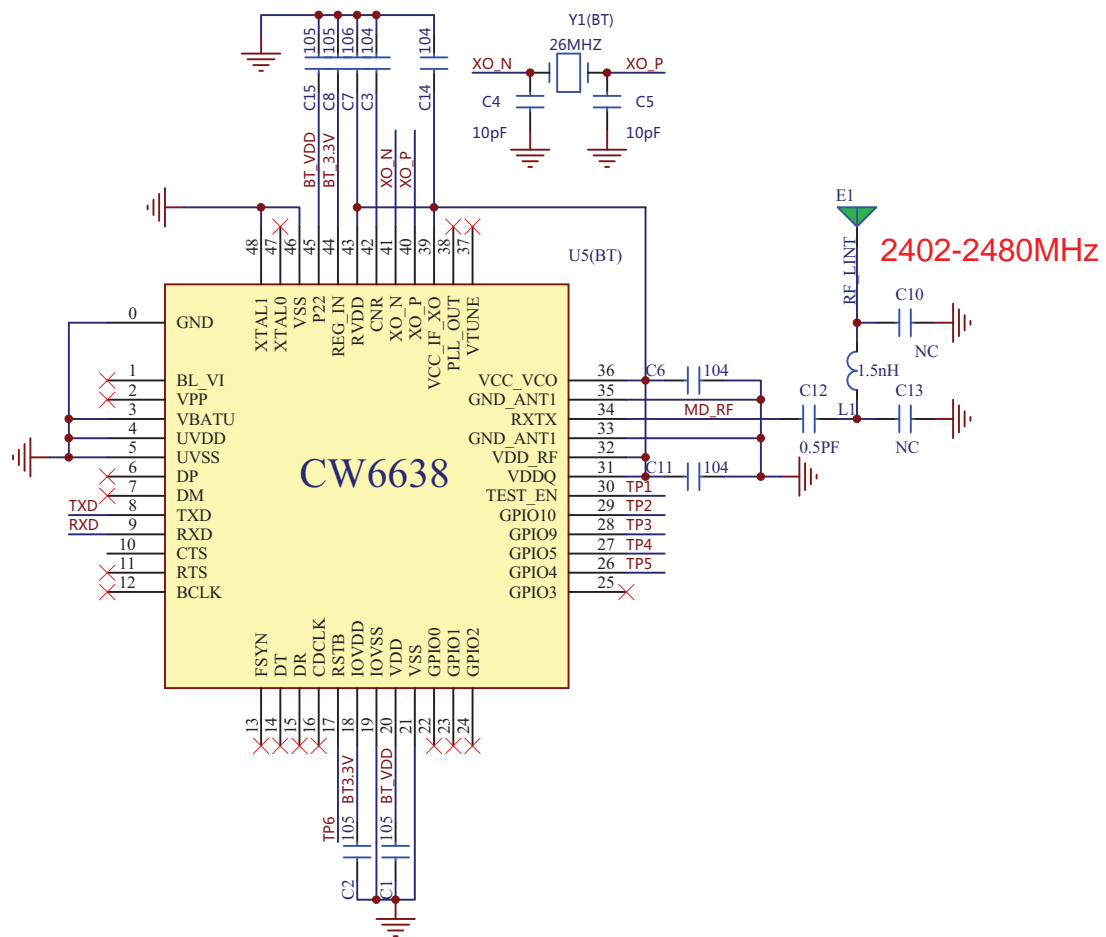 Y1(BT)
26MHZ
XO_N
XO_P
C4
C5
10pF
10pF
105
105
106
104
104
C15
C8
C7
C3
C14
BT_VDD
BT_3.3V
XO_N
XO_P
48
47
46
45
44
43
42
41
40
39
38
37
U5(BT)
XTAL1
XTAL0
VSS
P22
REG_IN
RVDD
CNR
XO_N
XO_P
VCC_IF_XO
PLL_OUT
VTUNE
E1
2402-2480MHz
RF_LINT
C10
NC
1.5nH
C12
L1
C13
0.5PF
NC
0 GND
1 BL_VI
2 VPP
3 VBATU
4 UVDD
5 UVSS
6 DP
7 DM
TXD 8 TXD
RXD 9 RXD
10 CTS
11 RTS
12 BCLK
CW6638
VCC_VCO 36 C6 104
GND_ANT1 35
RXTX 34 MD_RF
GND_ANT1 33
VDD_RF 32
VDDQ 31 C11 104
TEST_EN 30 TP1
GPIO10 29 TP2
GPIO9 28 TP3
GPIO5 27 TP4
GPIO4 26 TP5
GPIO3 25
FSYN
DT
DR
CDCLK
RSTB
IOVDD
IOVSS
VDD
VSS
GPIO0
GPIO1
GPIO2
13
14
15
16
17
18
19
20
21
22
23
24
BT3.3V
BT_VDD
TP6
105
105
C2
C1